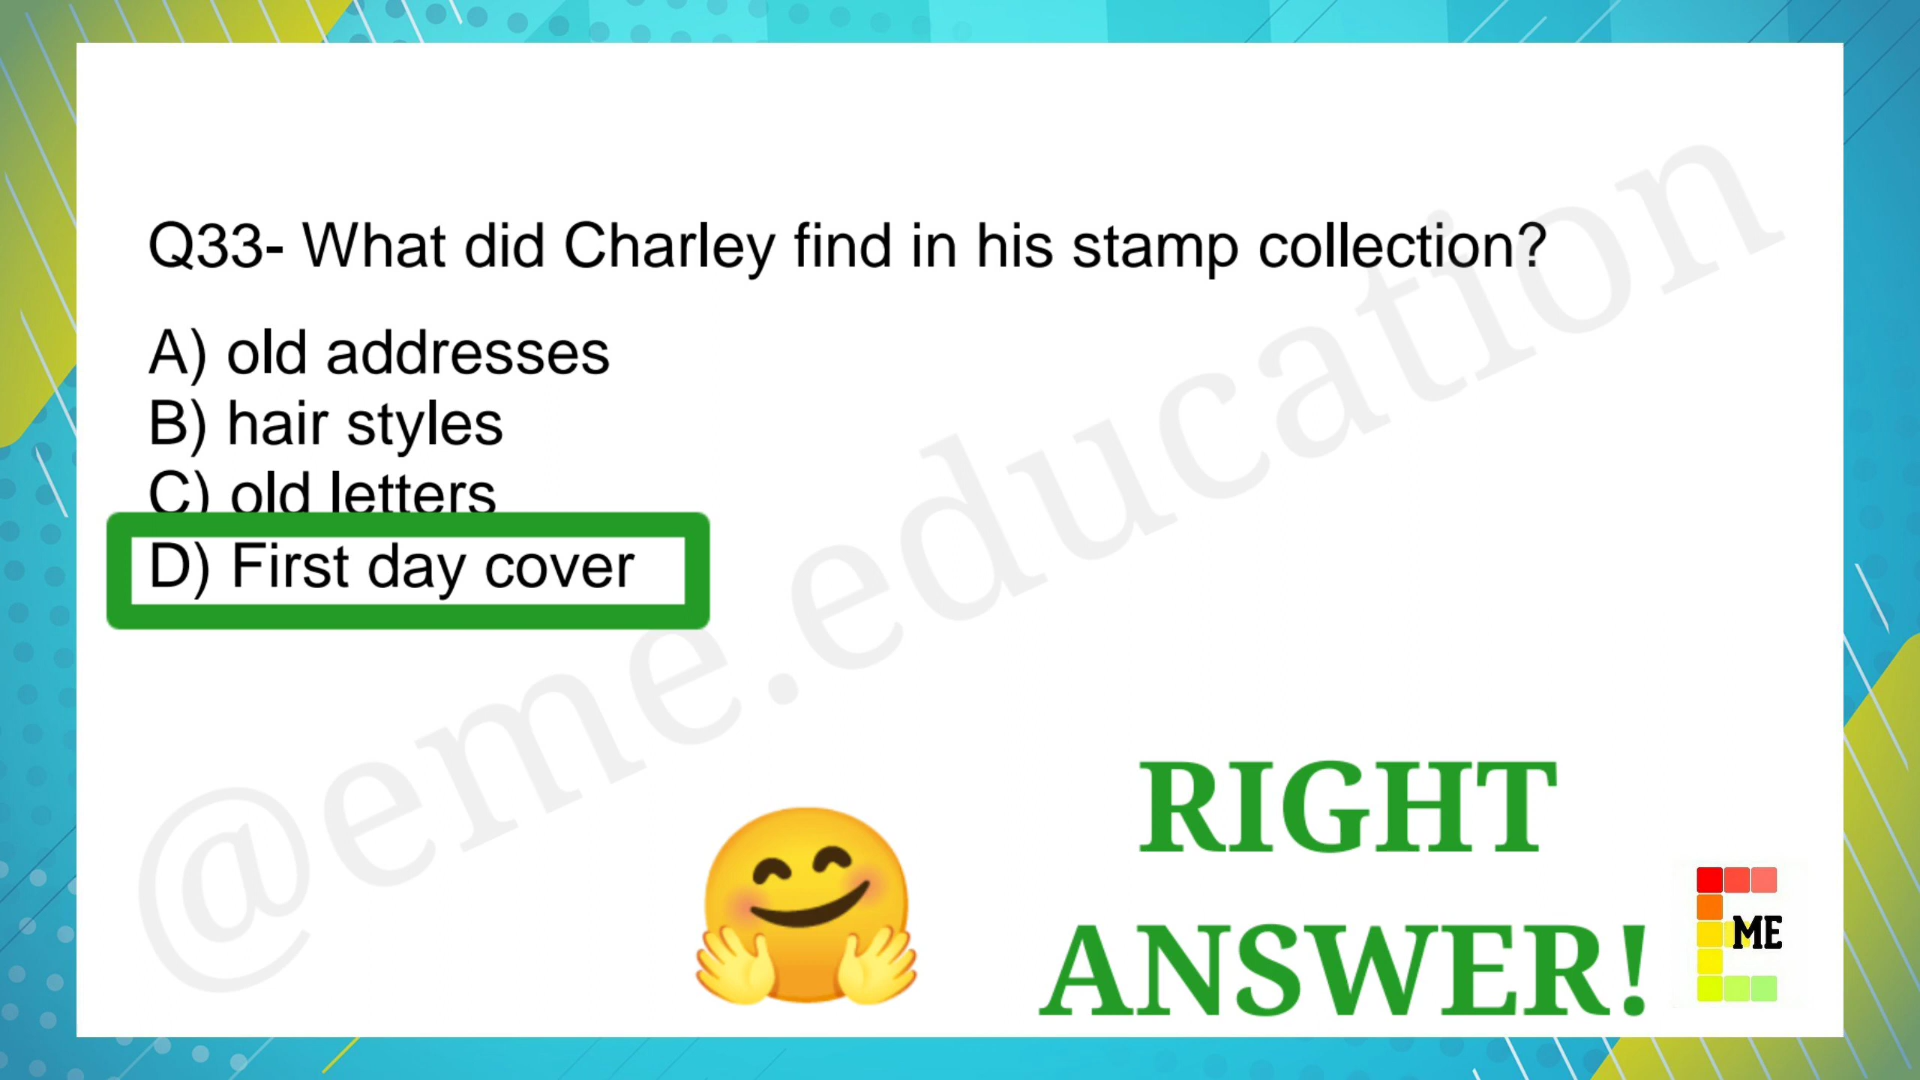 Q33- What did Charley find in his stamp collection?
A) old addresses
B) hair styles
C) old letters
D) First day cover
@eme.education
RIGHT
ANSWER!
ME